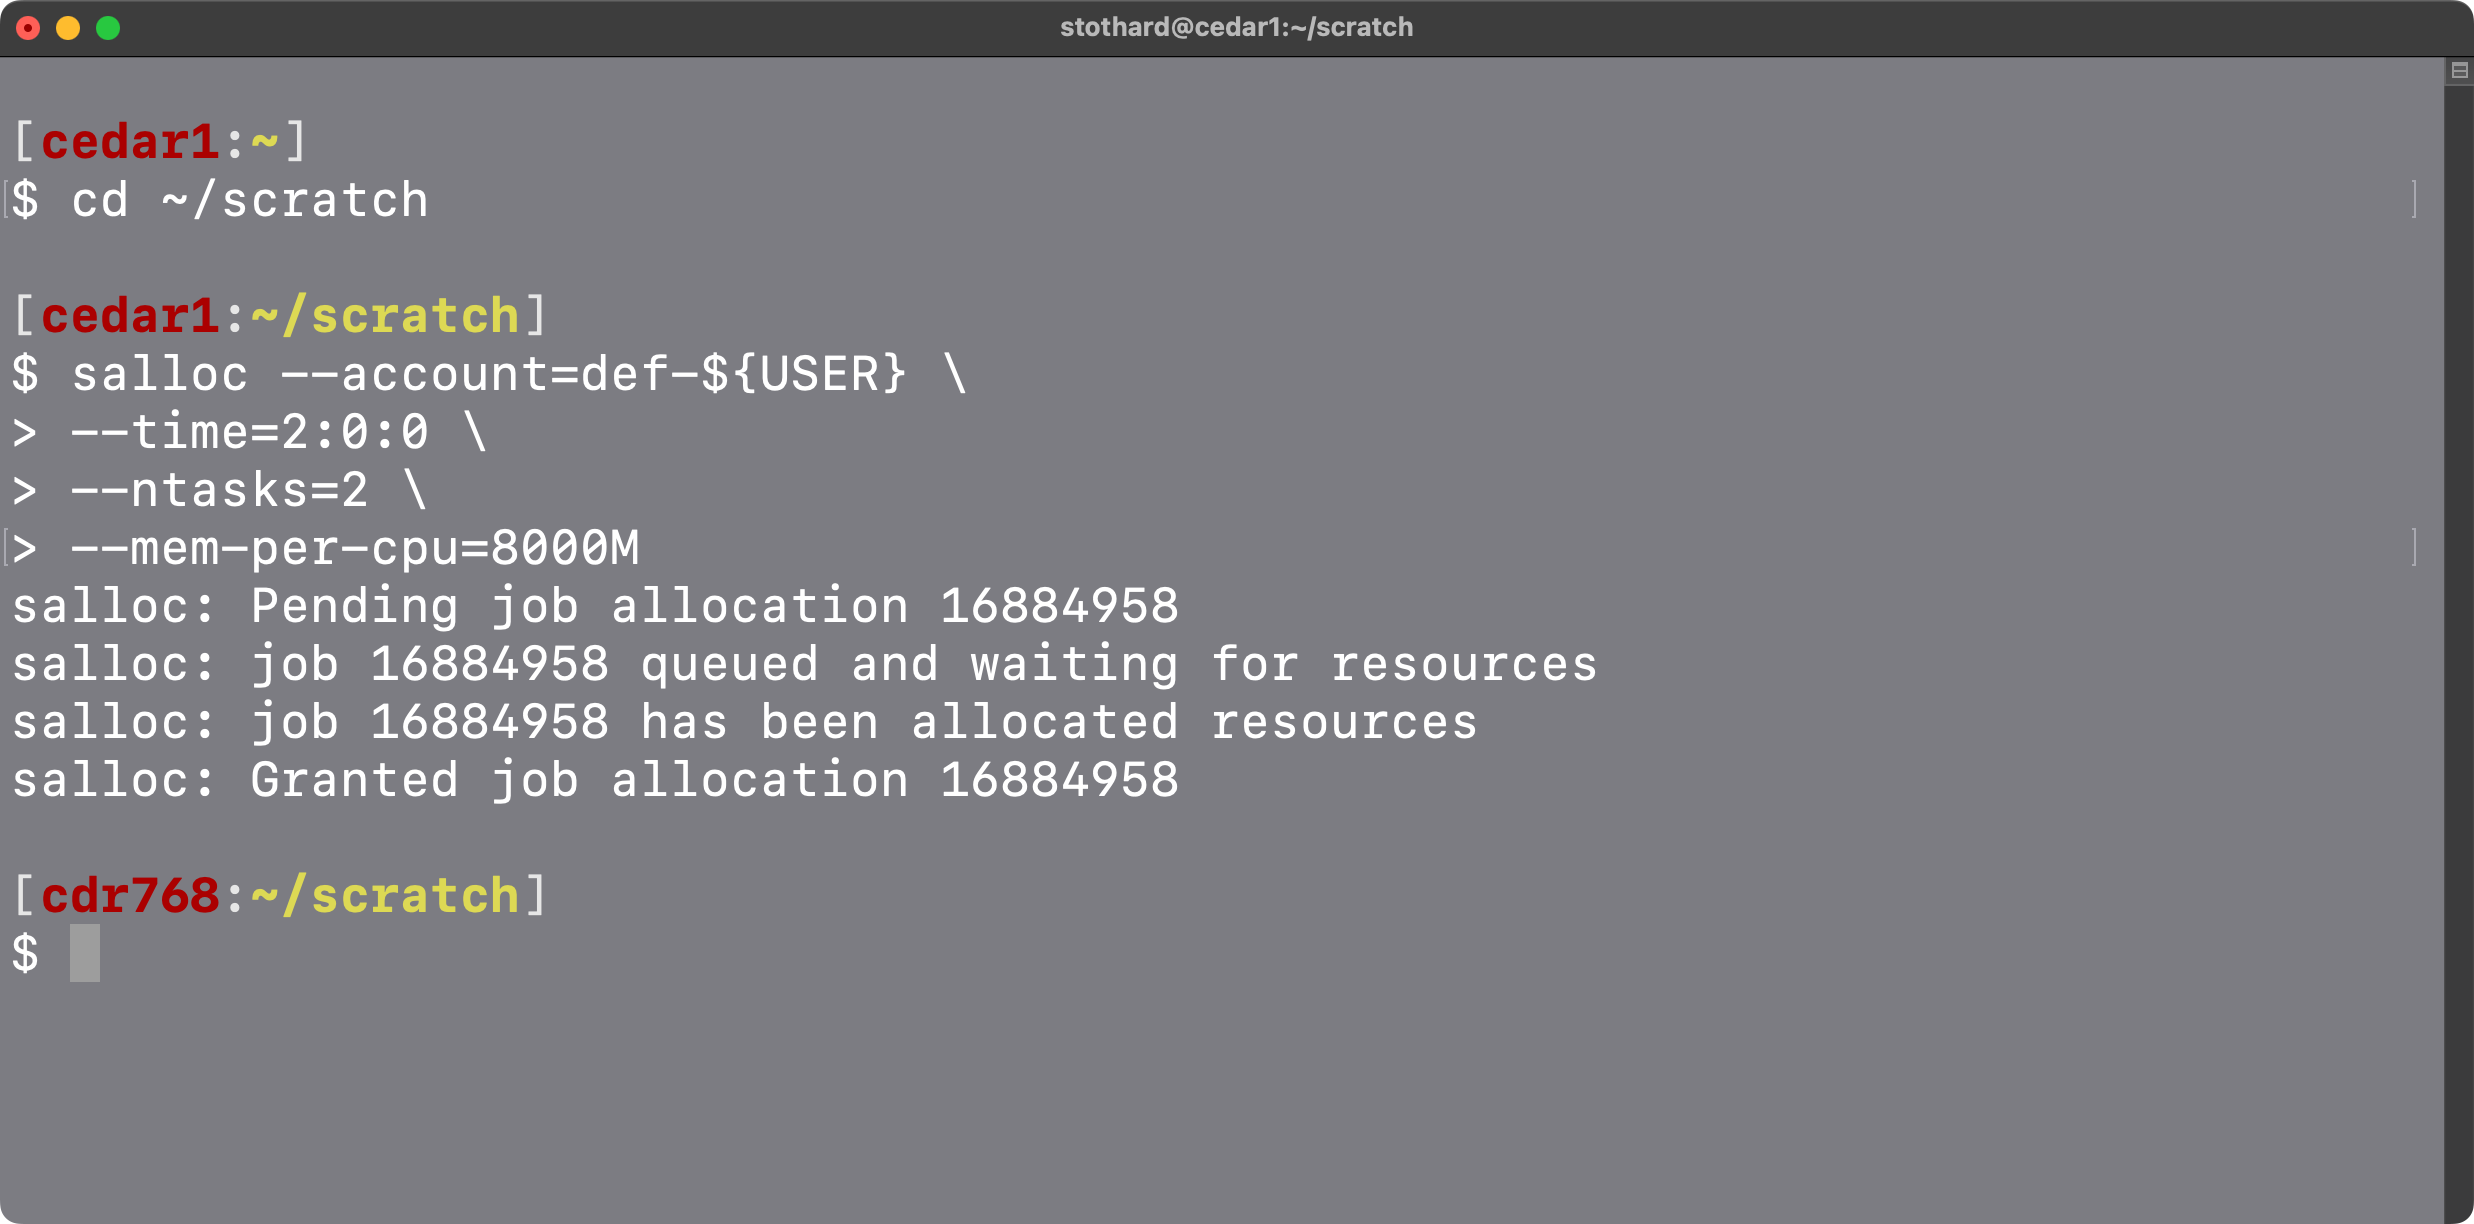 stothard@cedar1:~/scratch
[cedar1:~]
$ cd ~/scratch
[cedar1:~/scratch]
$ salloc --account=def-${USER} \
> --time=2:0:0 \
> --ntasks=2 \
> --mem-per-cpu=8000M
salloc: Pending job allocation 16884958
salloc: job 16884958 queued and waiting for resources
salloc: job 16884958 has been allocated resources
salloc: Granted job allocation 16884958
[cdr768:~/scratch]
$